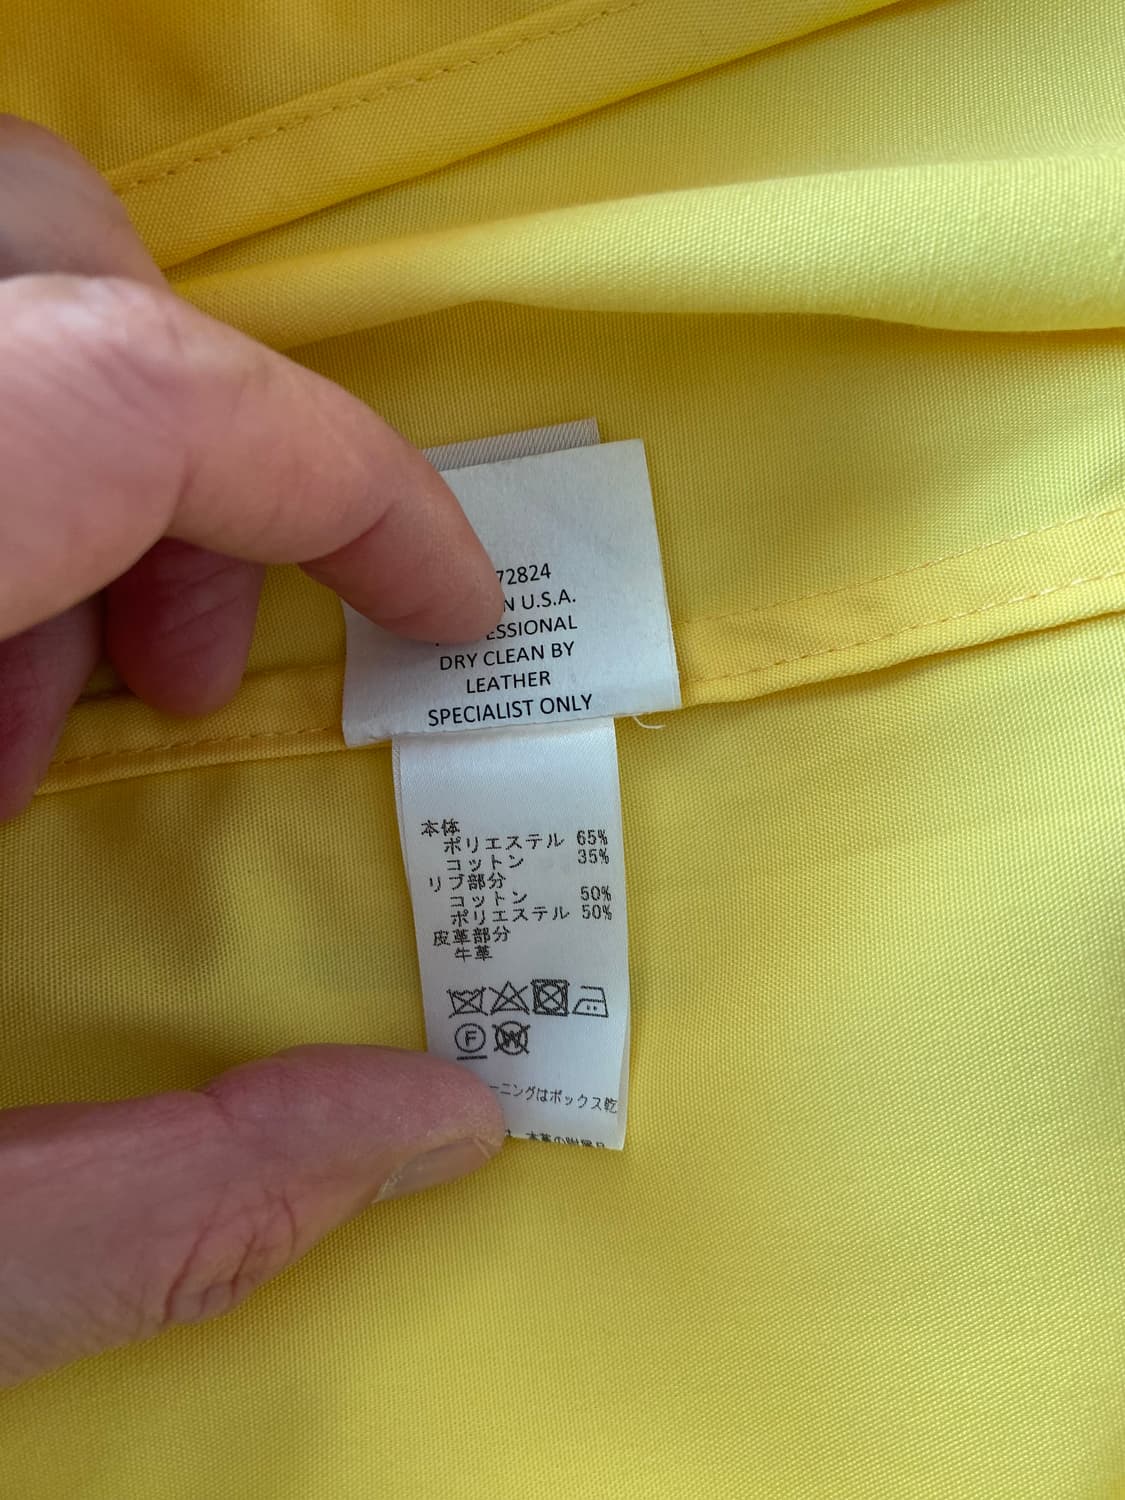 72824
N U.S.A.
ESSIONAL
DRY CLEAN BY
LEATHER
SPECIALIST ONLY
本体
ポリエステル 65%
コットン 35%
リブ部分
コットン 50%
ポリエステル 50%
皮革部分
牛革
F W
ーニングはボックス乾